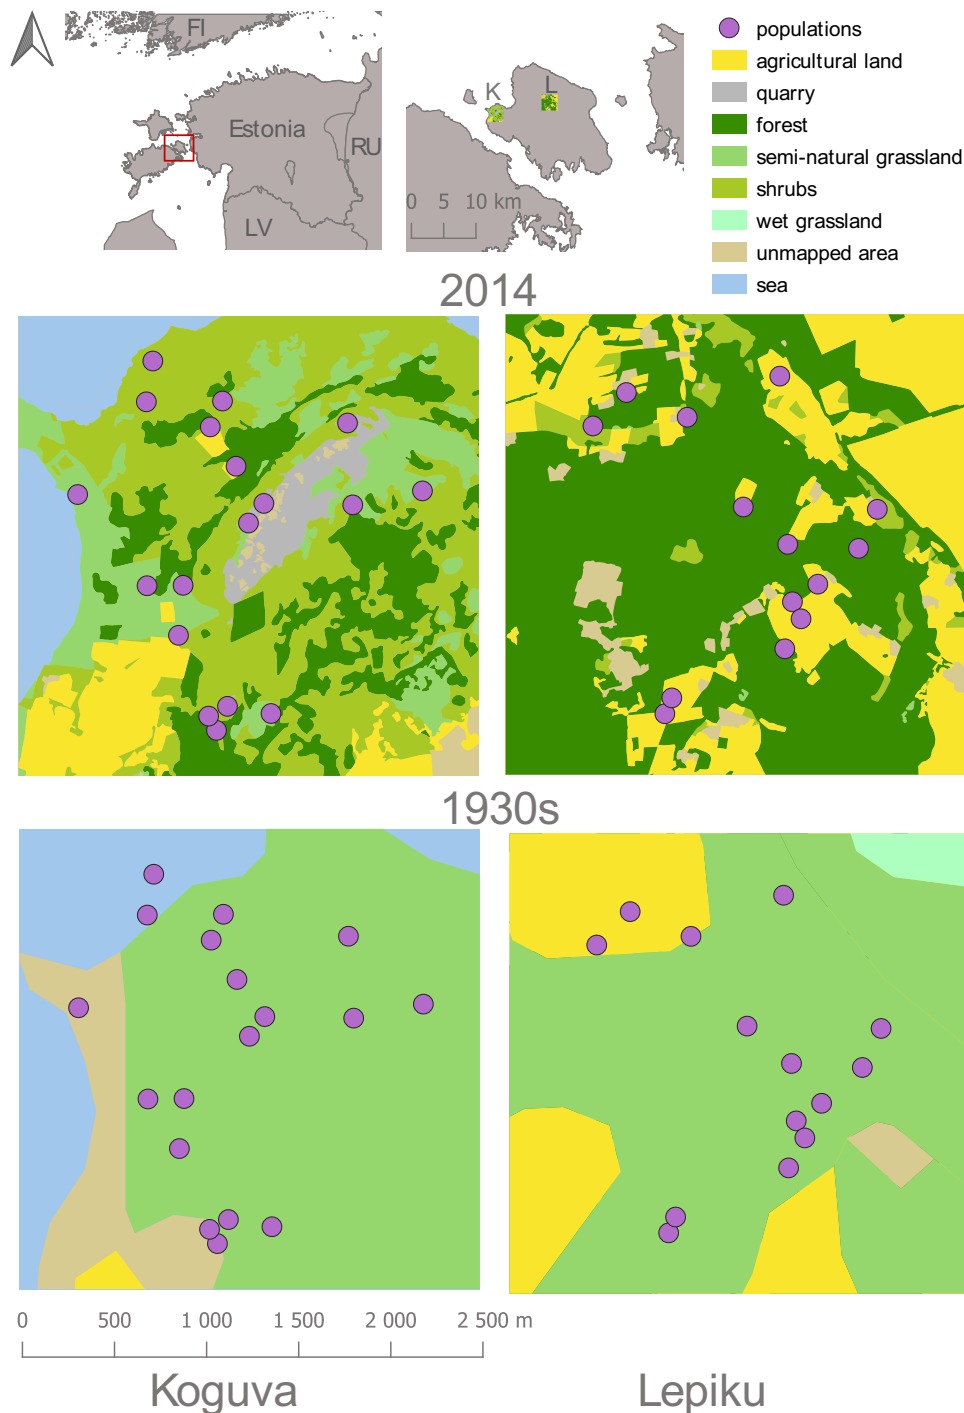 FI
Estonia
RU
LV
K
L
0 5 10 km
populations
agricultural land
quarry
forest
semi-natural grassland
shrubs
wet grassland
unmapped area
sea
2014
1930s
0 500 1 000 1 500 2 000 2 500 m
Koguva
Lepiku